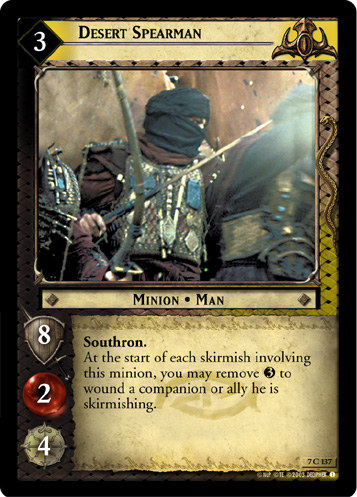 3
DESERT SPEARMAN
MINION • MAN
8
Southron.
At the start of each skirmish involving
this minion, you may remove ❸ to
wound a companion or ally he is
skirmishing.
2
4
7 C 137